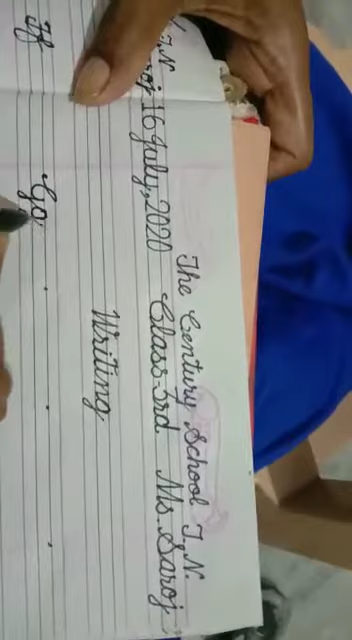 The Century School T.N.
16 July, 2020 Class-3rd Ms. Saroj
Writing
If Go